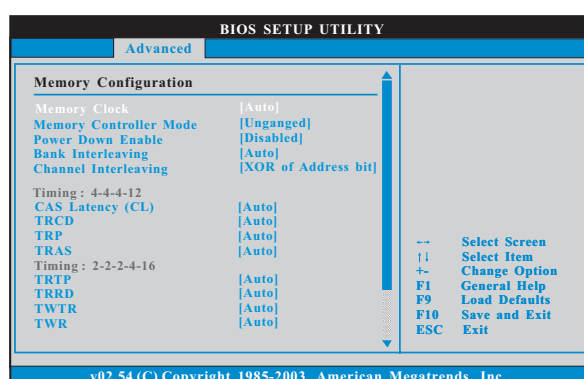 BIOS SETUP UTILITY
Advanced
Memory Configuration
Memory Clock [Auto]
Memory Controller Mode [Unganged]
Power Down Enable [Disabled]
Bank Interleaving [Auto]
Channel Interleaving [XOR of Address bit]
Timing : 4-4-4-12
CAS Latency (CL) [Auto]
TRCD [Auto]
TRP [Auto]
TRAS [Auto]
Timing : 2-2-2-4-16
TRTP [Auto]
TRRD [Auto]
TWTR [Auto]
TWR [Auto]
←→ Select Screen
↑↓ Select Item
+- Change Option
F1 General Help
F9 Load Defaults
F10 Save and Exit
ESC Exit
v02.54 (C) Copyright 1985-2003, American Megatrends, Inc.